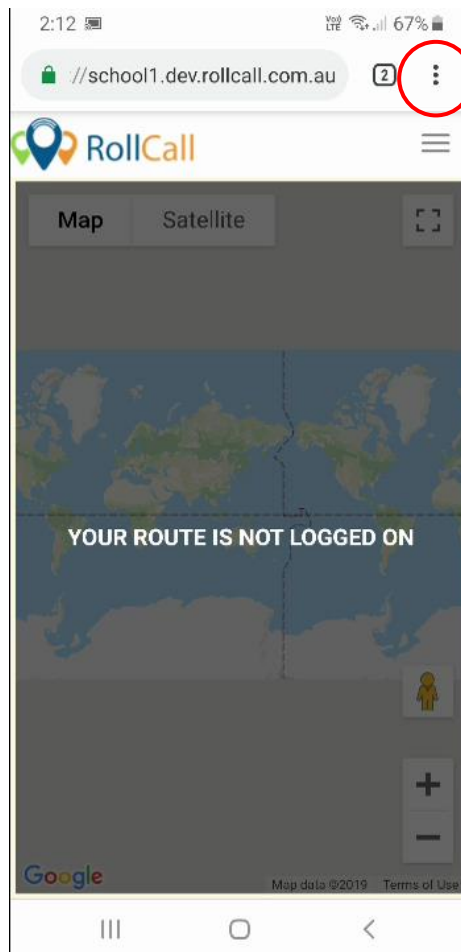 2:12 67%
://school1.dev.rollcall.com.au 2
RollCall
Map Satellite
YOUR ROUTE IS NOT LOGGED ON
Google Map data ©2019 Terms of Use